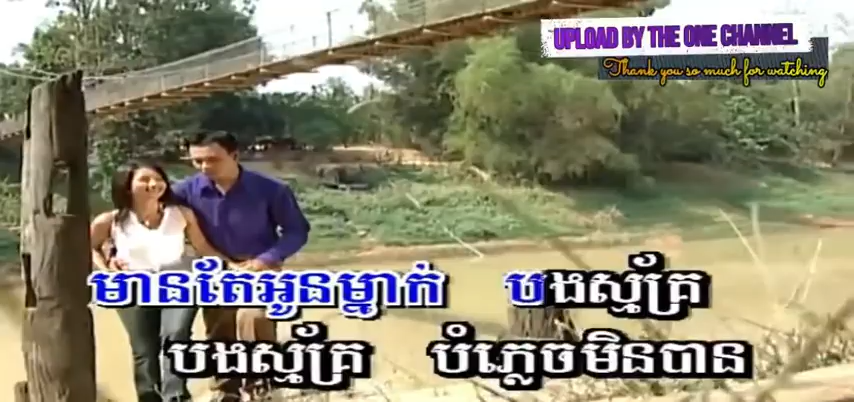 UPLOAD BY THE ONE CHANNEL
Thank you so much for watching
មានតែអូនម្នាក់ បងស្ម័គ្រ
បងស្ម័គ្រ បំភ្លេចមិនបាន